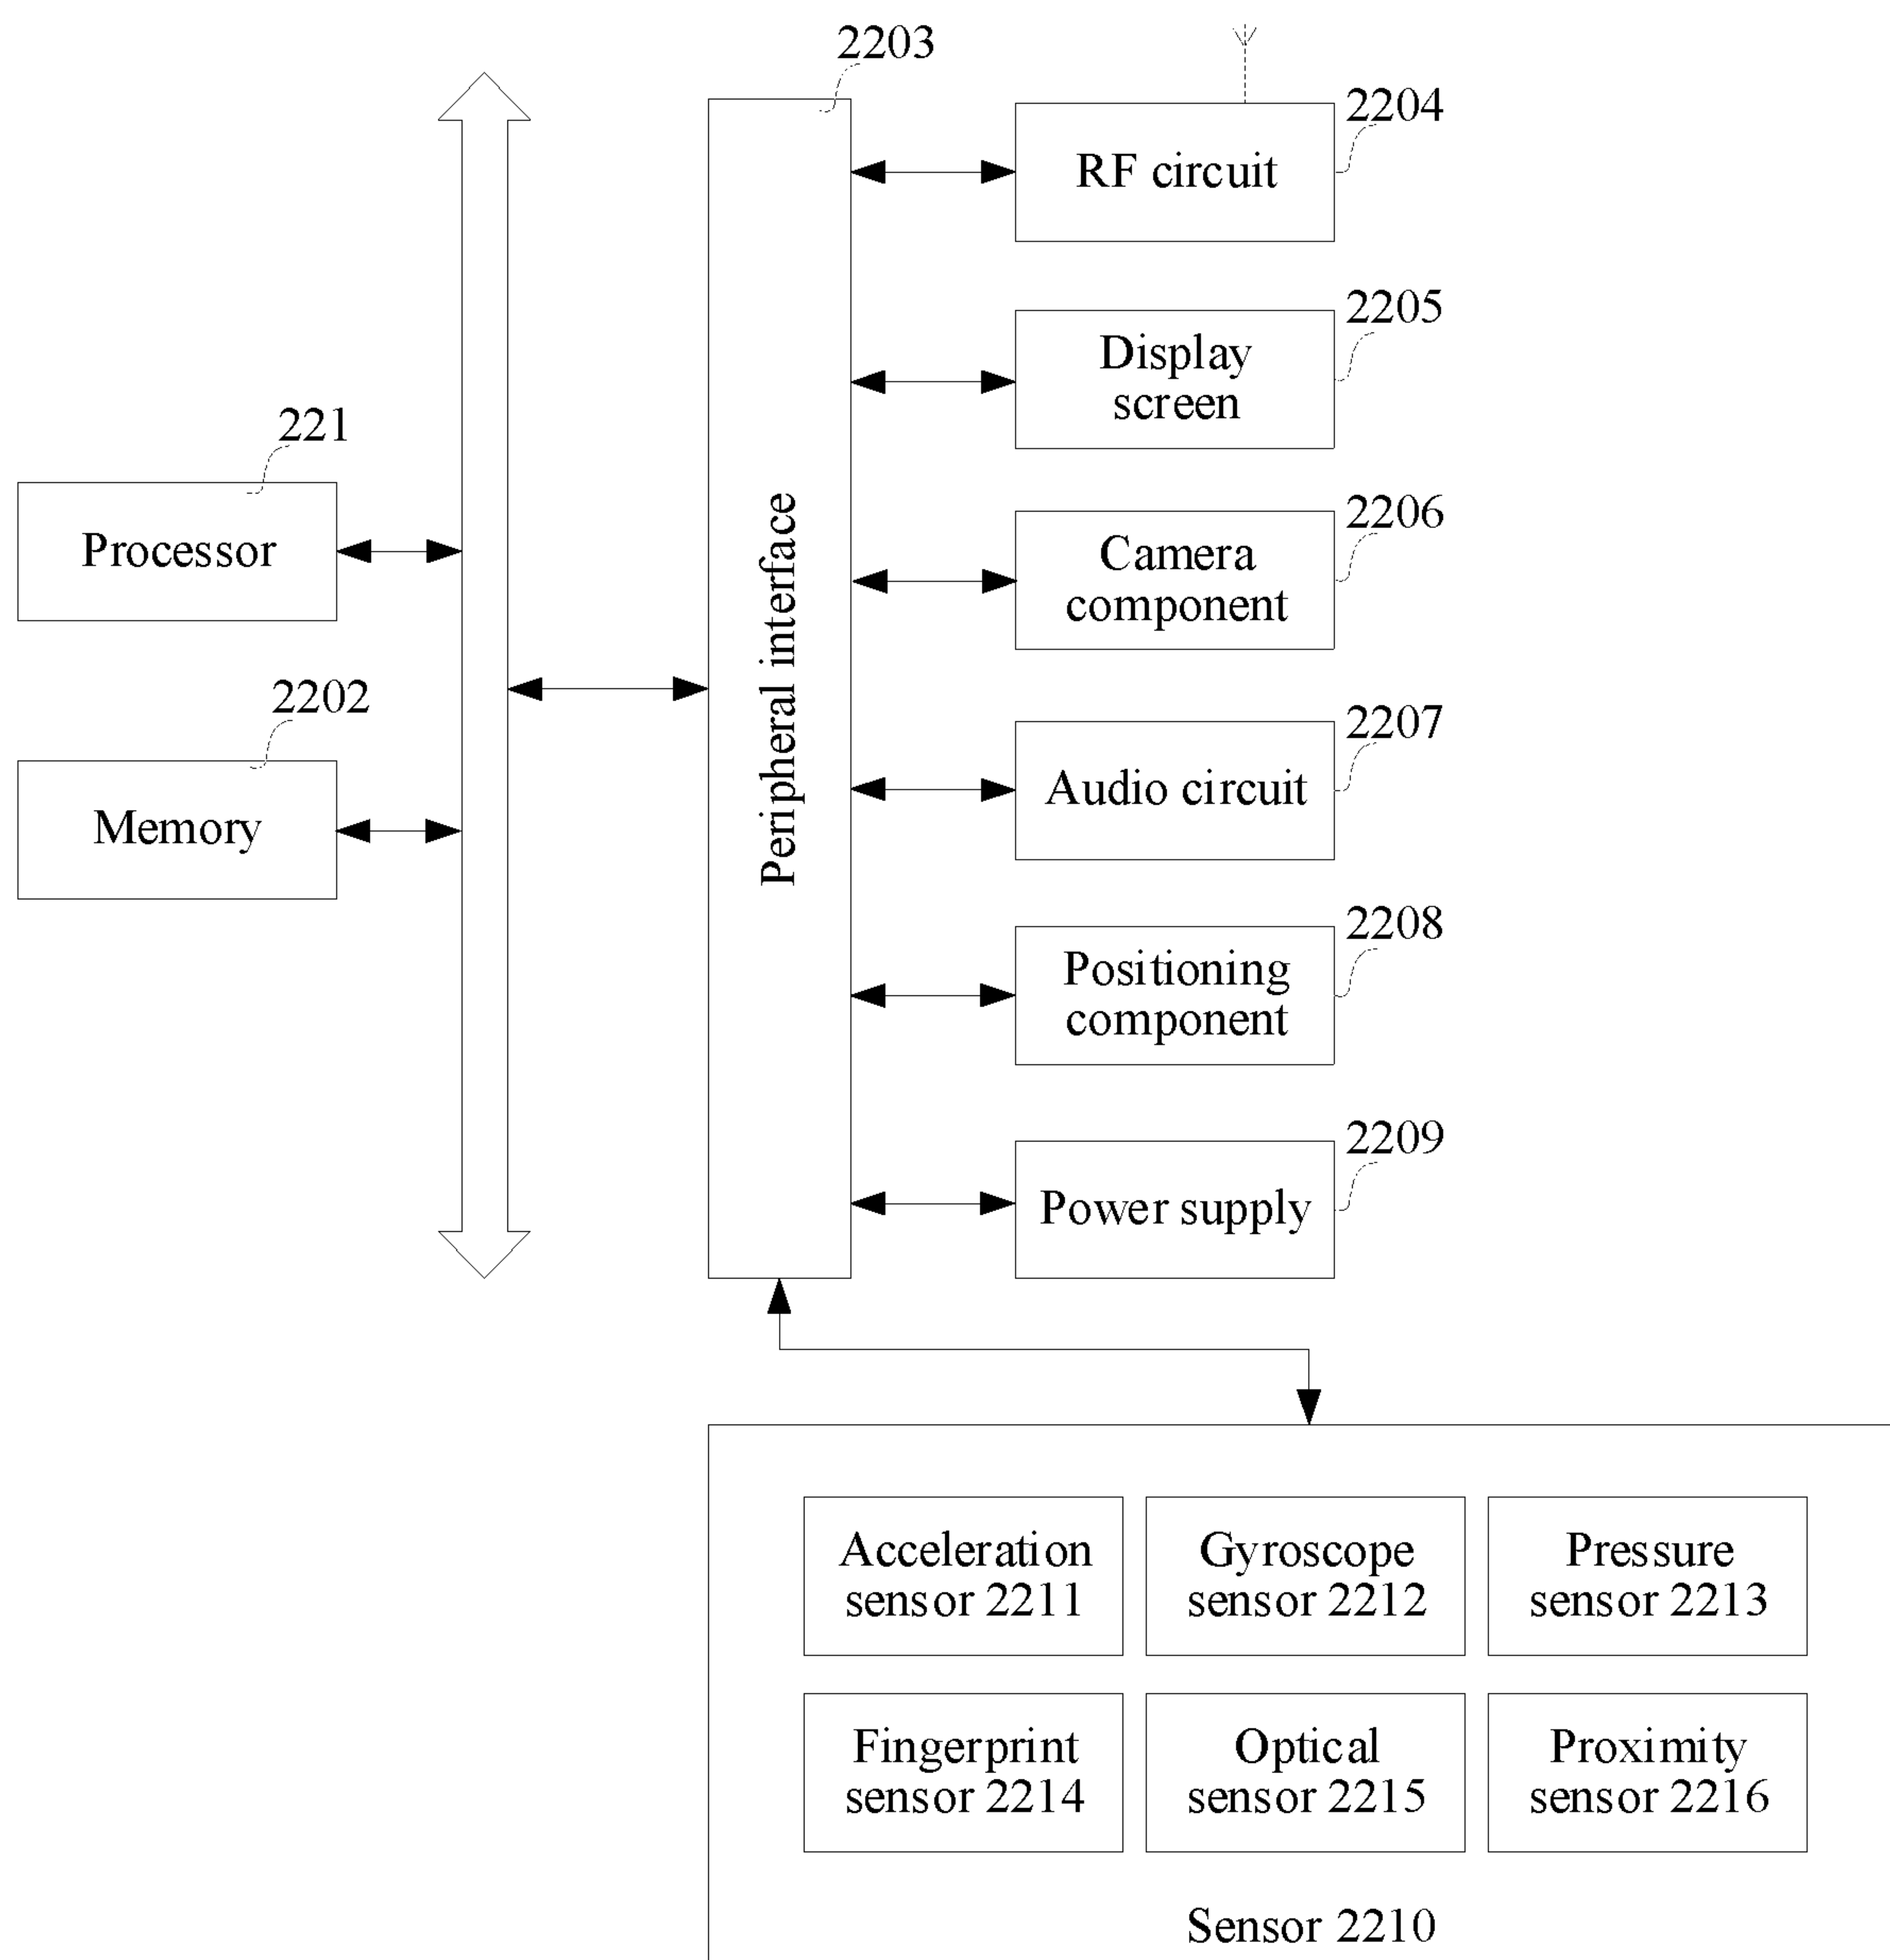 2203
2204
RF circuit
2205
Display
screen
221
Processor
2206
Camera
component
Peripheral interface
2202
Memory
2207
Audio circuit
2208
Positioning
component
2209
Power supply
Acceleration
sensor 2211
Gyroscope
sensor 2212
Pressure
sensor 2213
Fingerprint
sensor 2214
Optical
sensor 2215
Proximity
sensor 2216
Sensor 2210